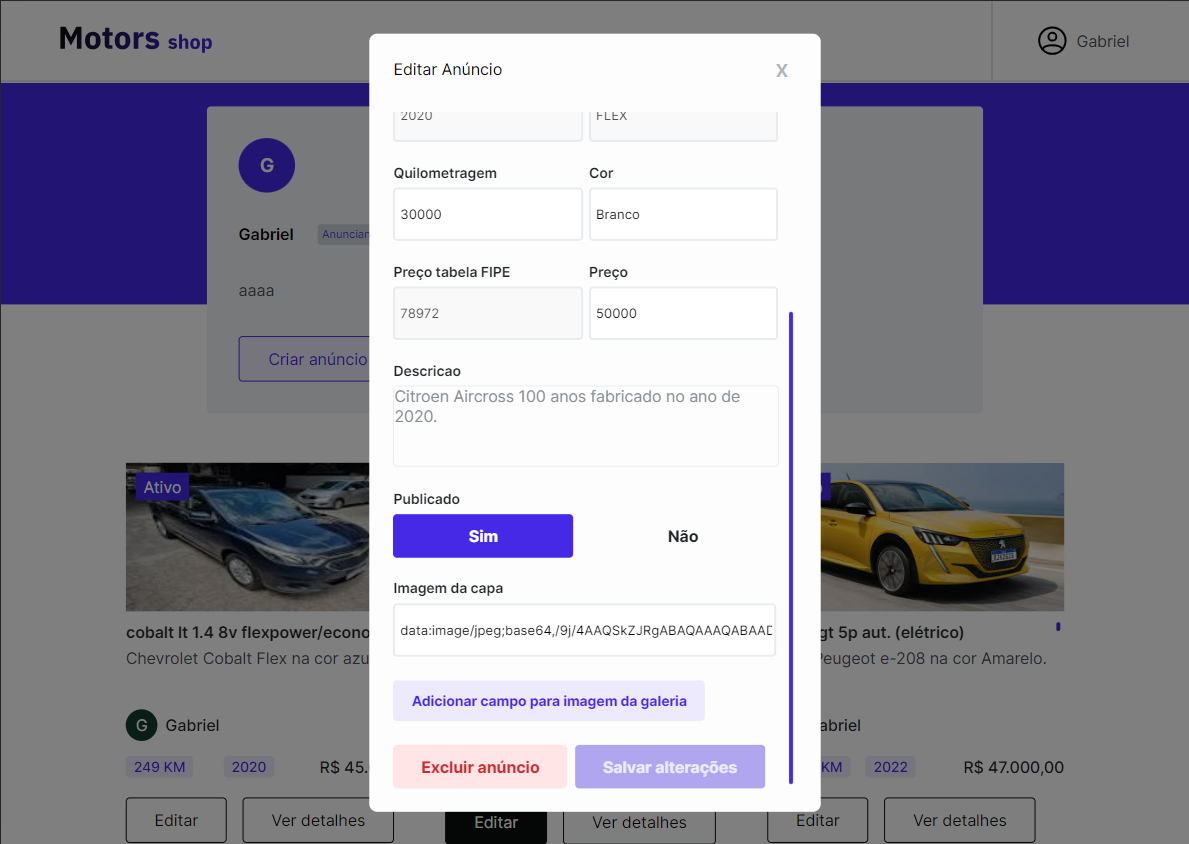 Motors shop
Gabriel
Editar Anúncio
X
2020
FLEX
Quilometragem
Cor
30000
Branco
Preço tabela FIPE
Preço
78972
50000
Descricao
Citroen Aircross 100 anos fabricado no ano de
2020.
Publicado
Sim
Não
Imagem da capa
data:image/jpeg;base64,/9j/4AAQSkZJRgABAQAAAQABAAD
Adicionar campo para imagem da galeria
Excluir anúncio
Salvar alterações
G
Gabriel
Anuncian
aaaa
Criar anúncio
Ativo
cobalt lt 1.4 8v flexpower/econo
Chevrolet Cobalt Flex na cor azu
G
Gabriel
249 KM
2020
R$ 45.
Editar
Ver detalhes
Editar
Ver detalhes
gt 5p aut. (elétrico)
Peugeot e-208 na cor Amarelo.
abriel
KM
2022
R$ 47.000,00
Editar
Ver detalhes